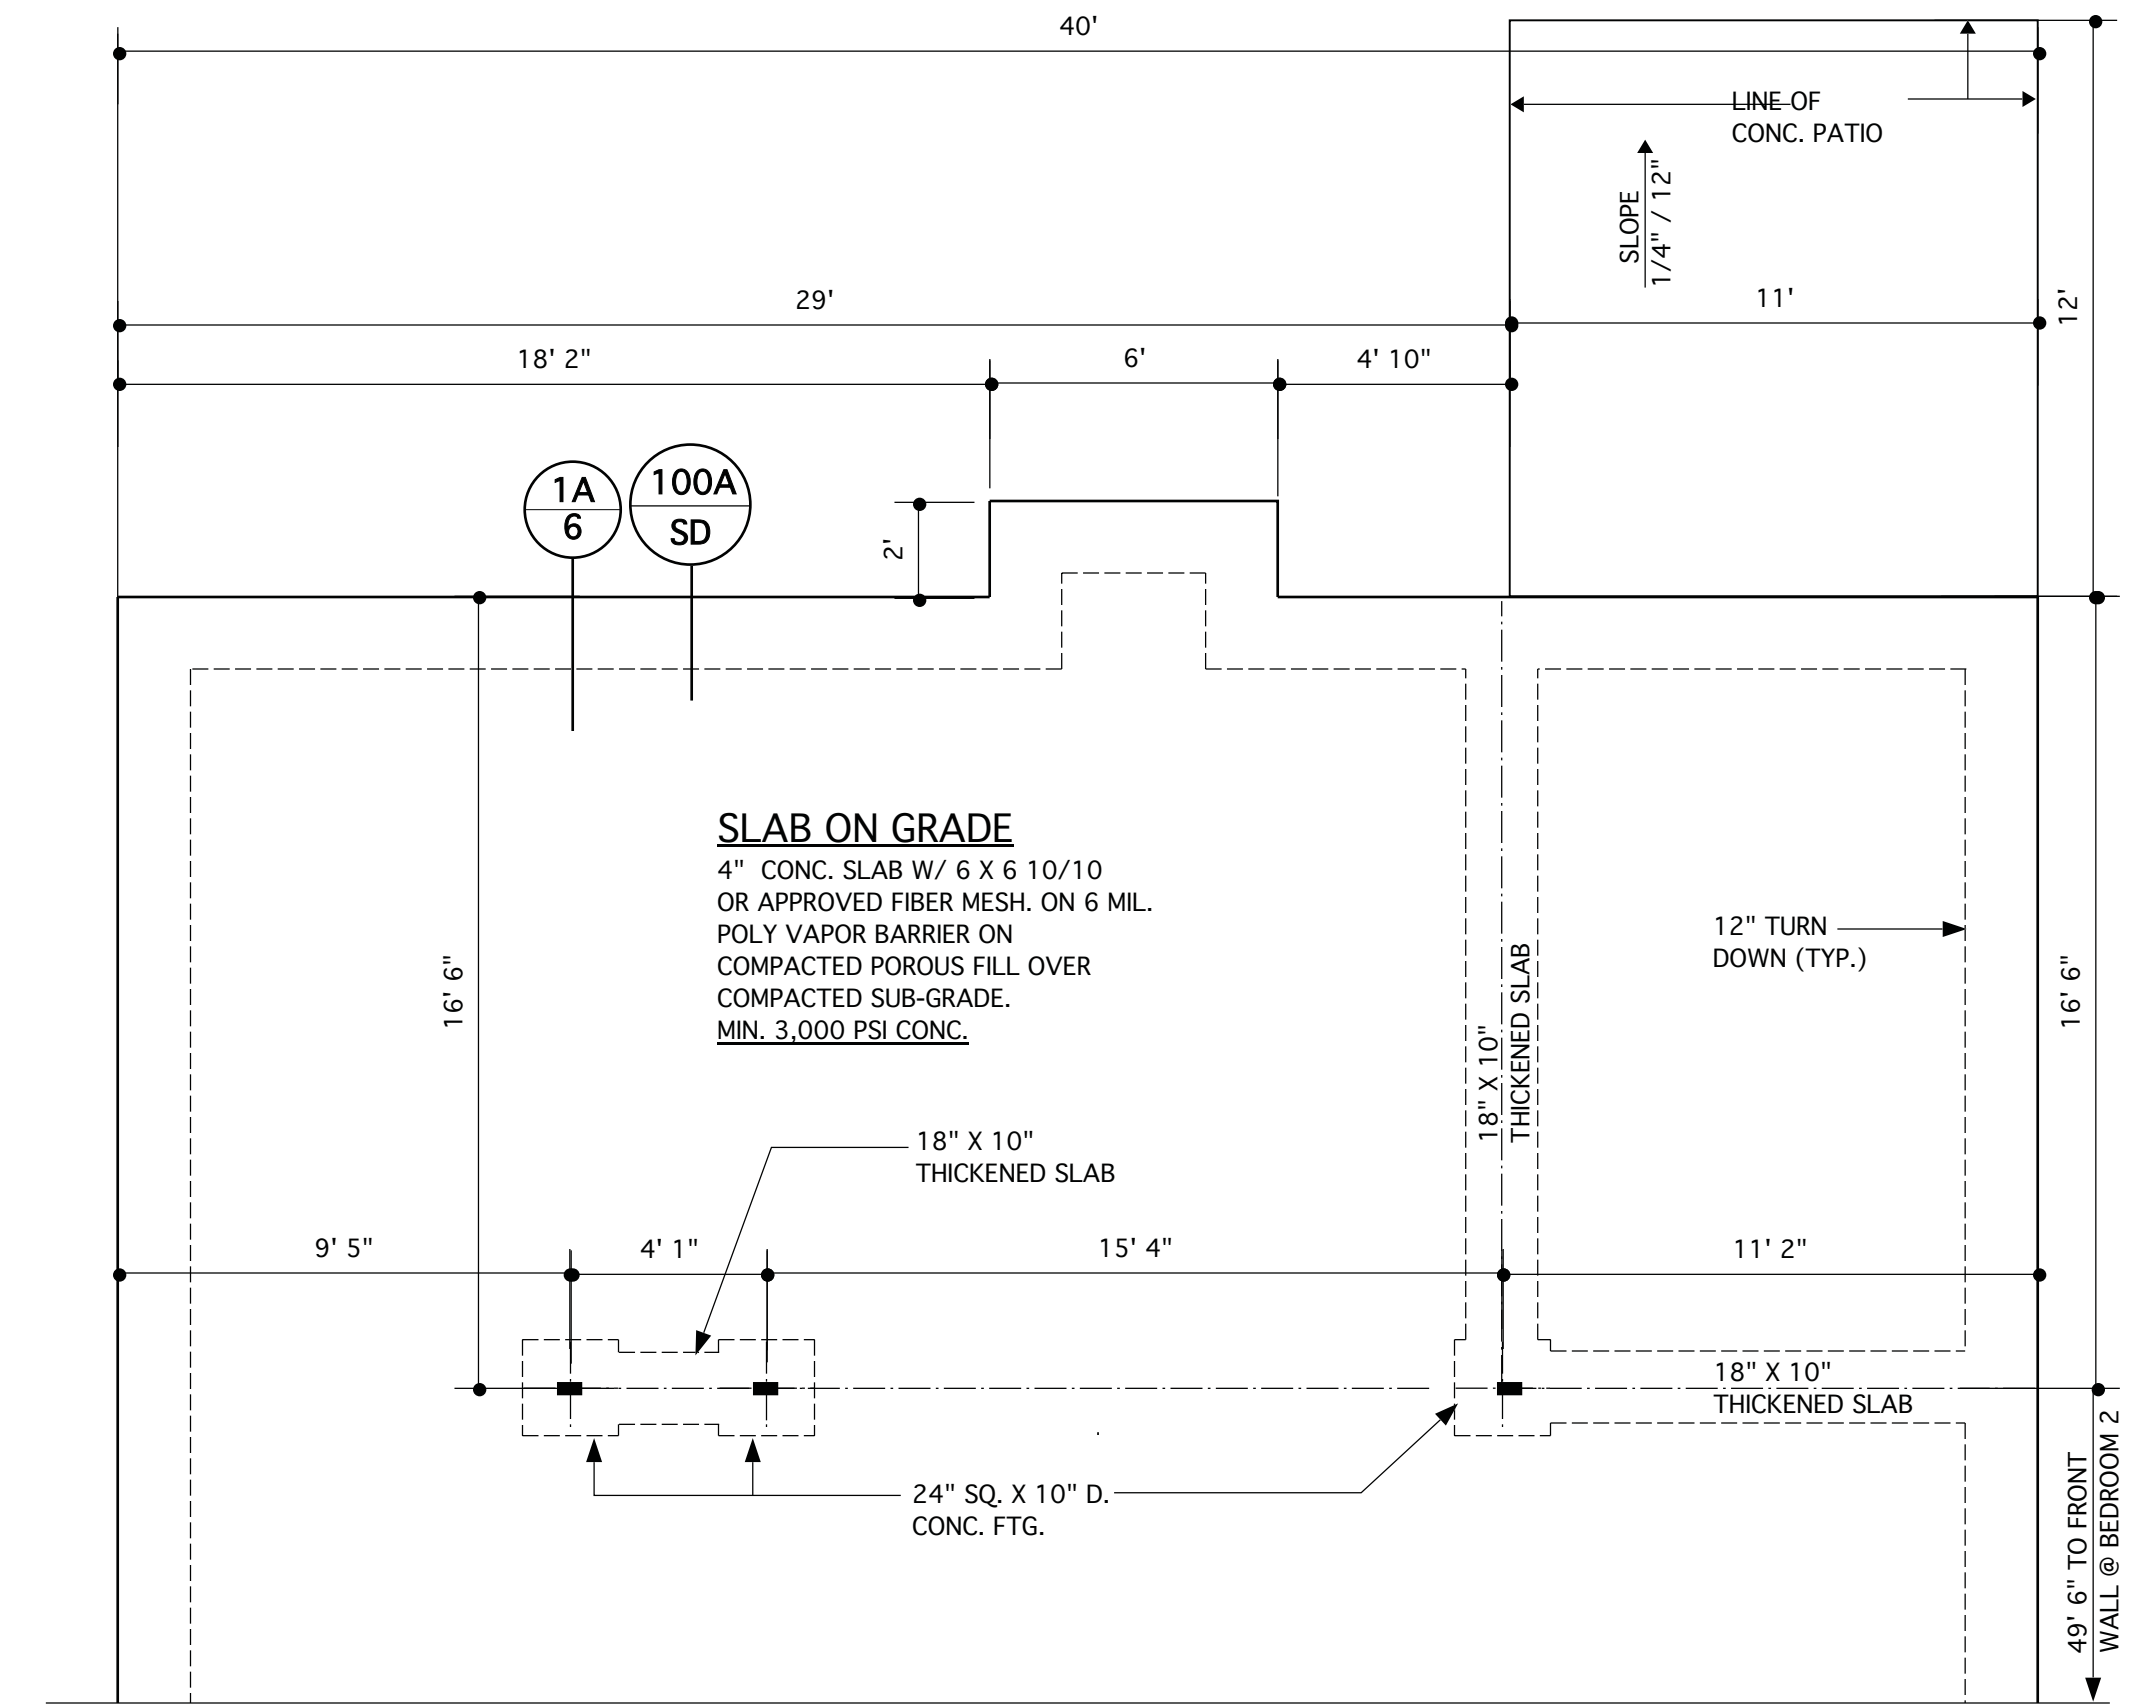 40'
LINE OF
CONC. PATIO
SLOPE
1/4" / 12"
12'
29'
11'
18' 2"
6'
4' 10"
1A
6
100A
SD
2'
SLAB ON GRADE
4" CONC. SLAB W/ 6 X 6 10/10
OR APPROVED FIBER MESH. ON 6 MIL.
POLY VAPOR BARRIER ON
COMPACTED POROUS FILL OVER
COMPACTED SUB-GRADE.
MIN. 3,000 PSI CONC.
16' 6"
18" X 10"
THICKENED SLAB
12" TURN
DOWN (TYP.)
16' 6"
18" X 10"
THICKENED SLAB
9' 5"
4' 1"
15' 4"
11' 2"
18" X 10"
THICKENED SLAB
24" SQ. X 10" D.
CONC. FTG.
49' 6" TO FRONT
WALL @ BEDROOM 2